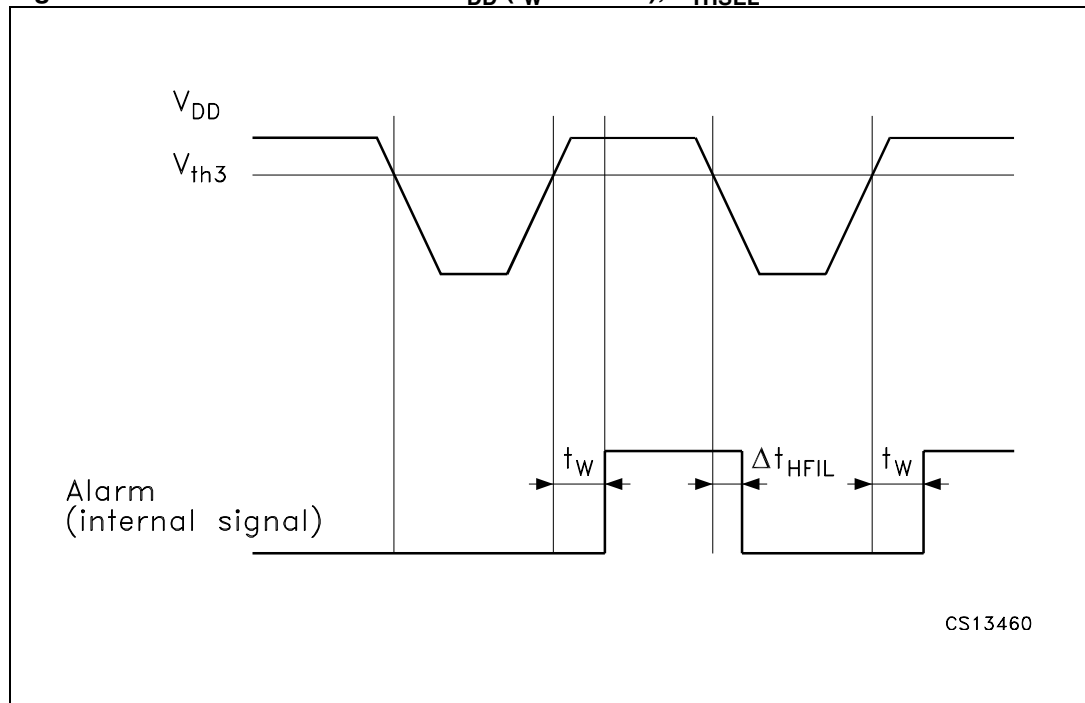 V_DD
V_th3
t_W
Δt_HFIL
t_W
Alarm
(internal signal)
CS13460